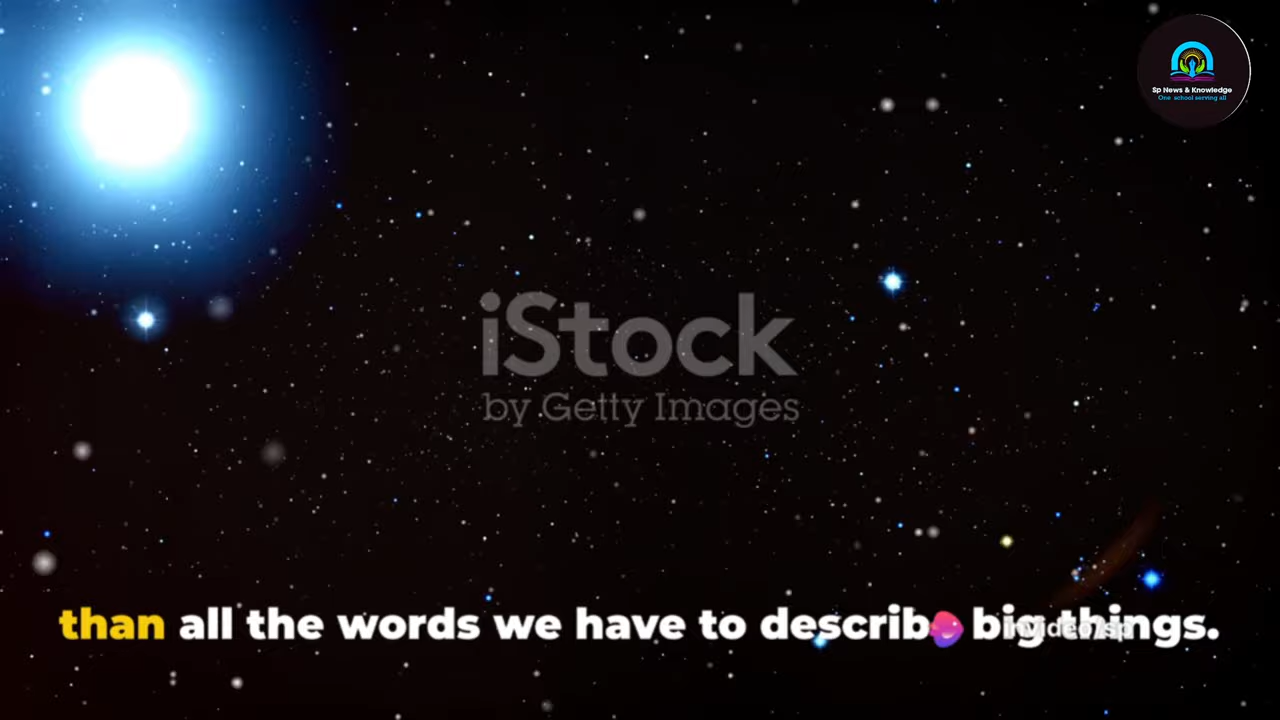 Sp News & Knowledge
One school serving all
iStock
by Getty Images
than all the words we have to describe big things.